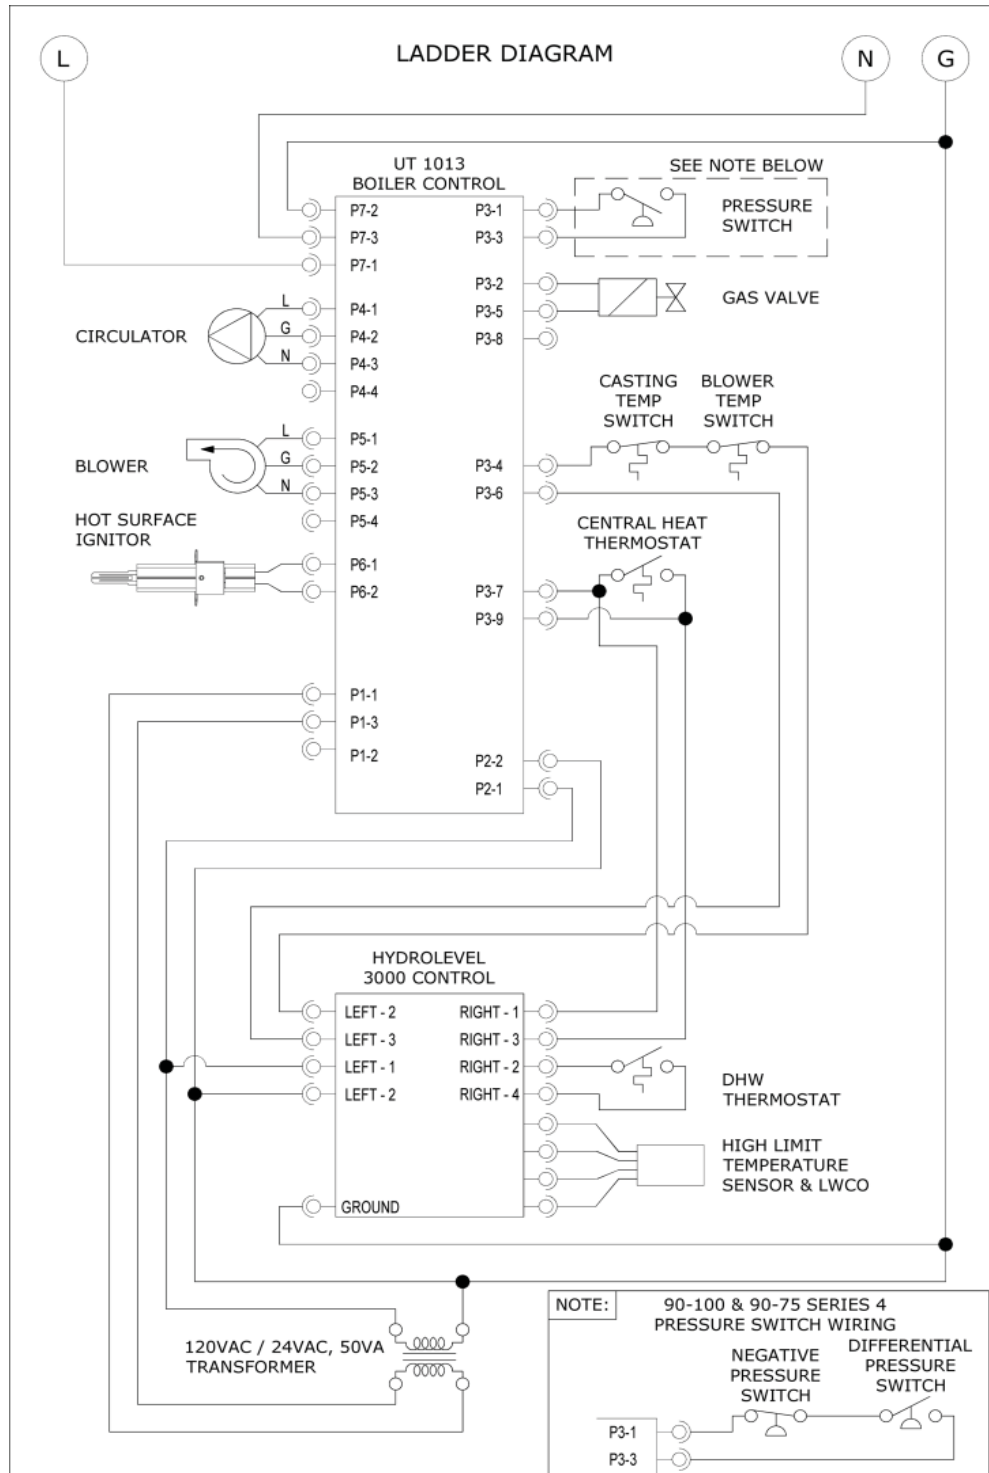 LADDER DIAGRAM
L
N
G
UT 1013
BOILER CONTROL
SEE NOTE BELOW
PRESSURE
SWITCH
P7-2
P7-3
P7-1
P3-1
P3-3
P3-2
P3-5
P3-8
GAS VALVE
CIRCULATOR
L
G
N
P4-1
P4-2
P4-3
P4-4
CASTING
TEMP
SWITCH
BLOWER
TEMP
SWITCH
BLOWER
L
G
N
P5-1
P5-2
P5-3
P5-4
P3-4
P3-6
HOT SURFACE
IGNITOR
P6-1
P6-2
CENTRAL HEAT
THERMOSTAT
P3-7
P3-9
P1-1
P1-3
P1-2
P2-2
P2-1
HYDROLEVEL
3000 CONTROL
LEFT - 2
LEFT - 3
LEFT - 1
LEFT - 2
GROUND
RIGHT - 1
RIGHT - 3
RIGHT - 2
RIGHT - 4
DHW
THERMOSTAT
HIGH LIMIT
TEMPERATURE
SENSOR & LWCO
120VAC / 24VAC, 50VA
TRANSFORMER
NOTE:
90-100 & 90-75 SERIES 4
PRESSURE SWITCH WIRING
NEGATIVE
PRESSURE
SWITCH
DIFFERENTIAL
PRESSURE
SWITCH
P3-1
P3-3